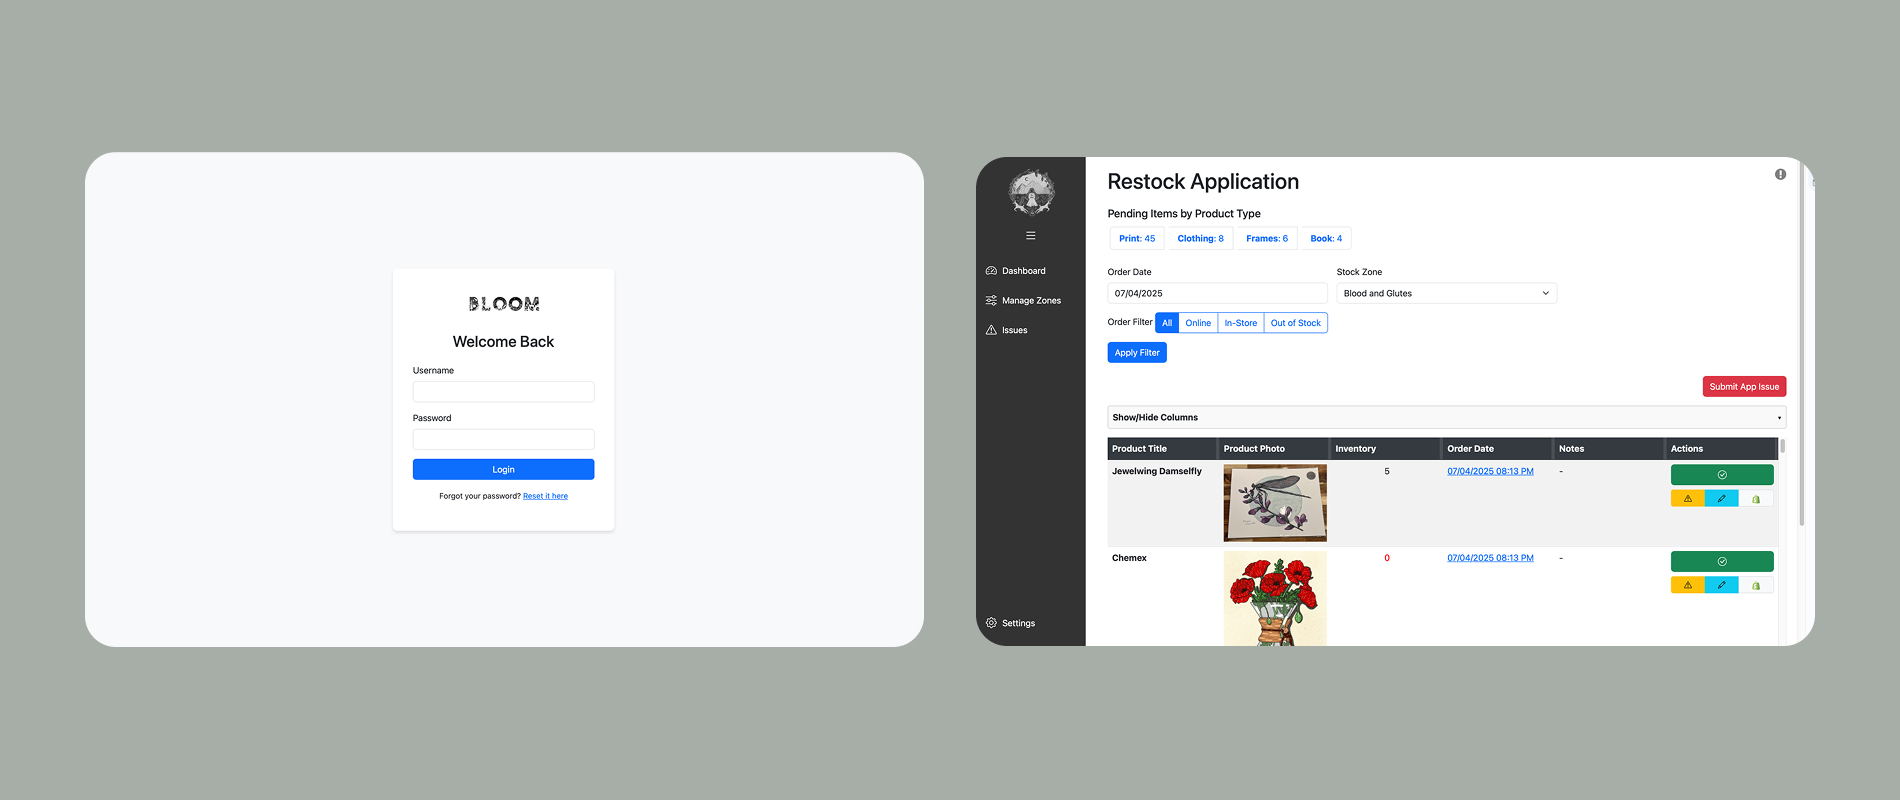 BLOOM
Welcome Back
Username
Password
Login
Forgot your password? Reset it here
Dashboard
Manage Zones
Issues
Settings
Restock Application
Pending Items by Product Type
Print: 45 Clothing: 8 Frames: 6 Book: 4
Order Date Stock Zone
07/04/2025 Blood and Glutes
Order Filter All Online In-Store Out of Stock
Apply Filter
Submit App Issue
Show/Hide Columns
Product Title Product Photo Inventory Order Date Notes Actions
Jewelwing Damselfly 5 07/04/2025 08:13 PM -
Chemex 0 07/04/2025 08:13 PM -